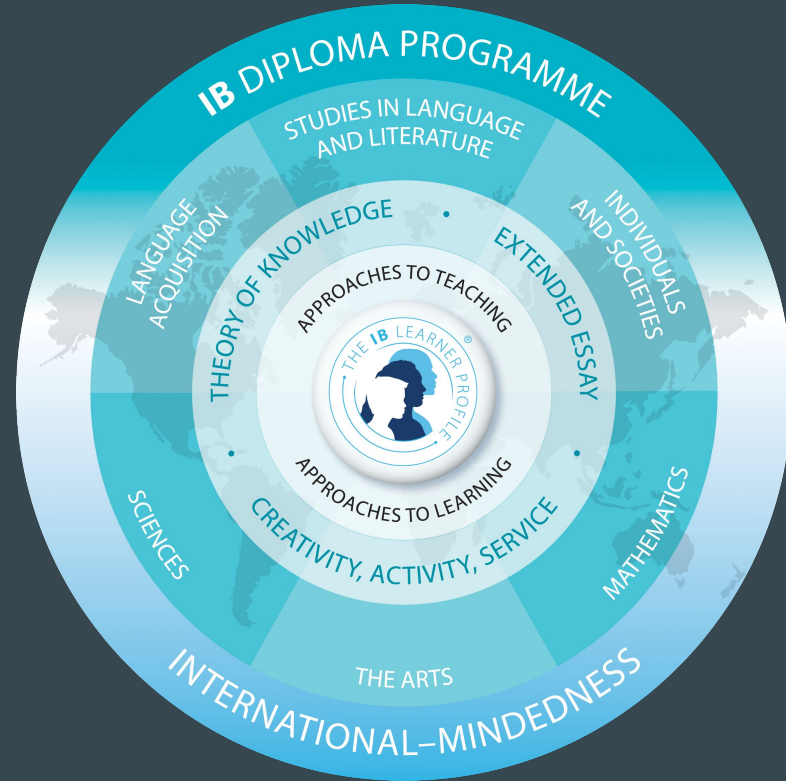 IB DIPLOMA PROGRAMME
STUDIES IN LANGUAGE
AND LITERATURE
LANGUAGE
ACQUISITION
INDIVIDUALS
AND SOCIETIES
THEORY OF KNOWLEDGE
•
EXTENDED ESSAY
•
APPROACHES TO TEACHING
THE IB LEARNER PROFILE
®
APPROACHES TO LEARNING
•
CREATIVITY, ACTIVITY, SERVICE
SCIENCES
MATHEMATICS
THE ARTS
INTERNATIONAL–MINDEDNESS